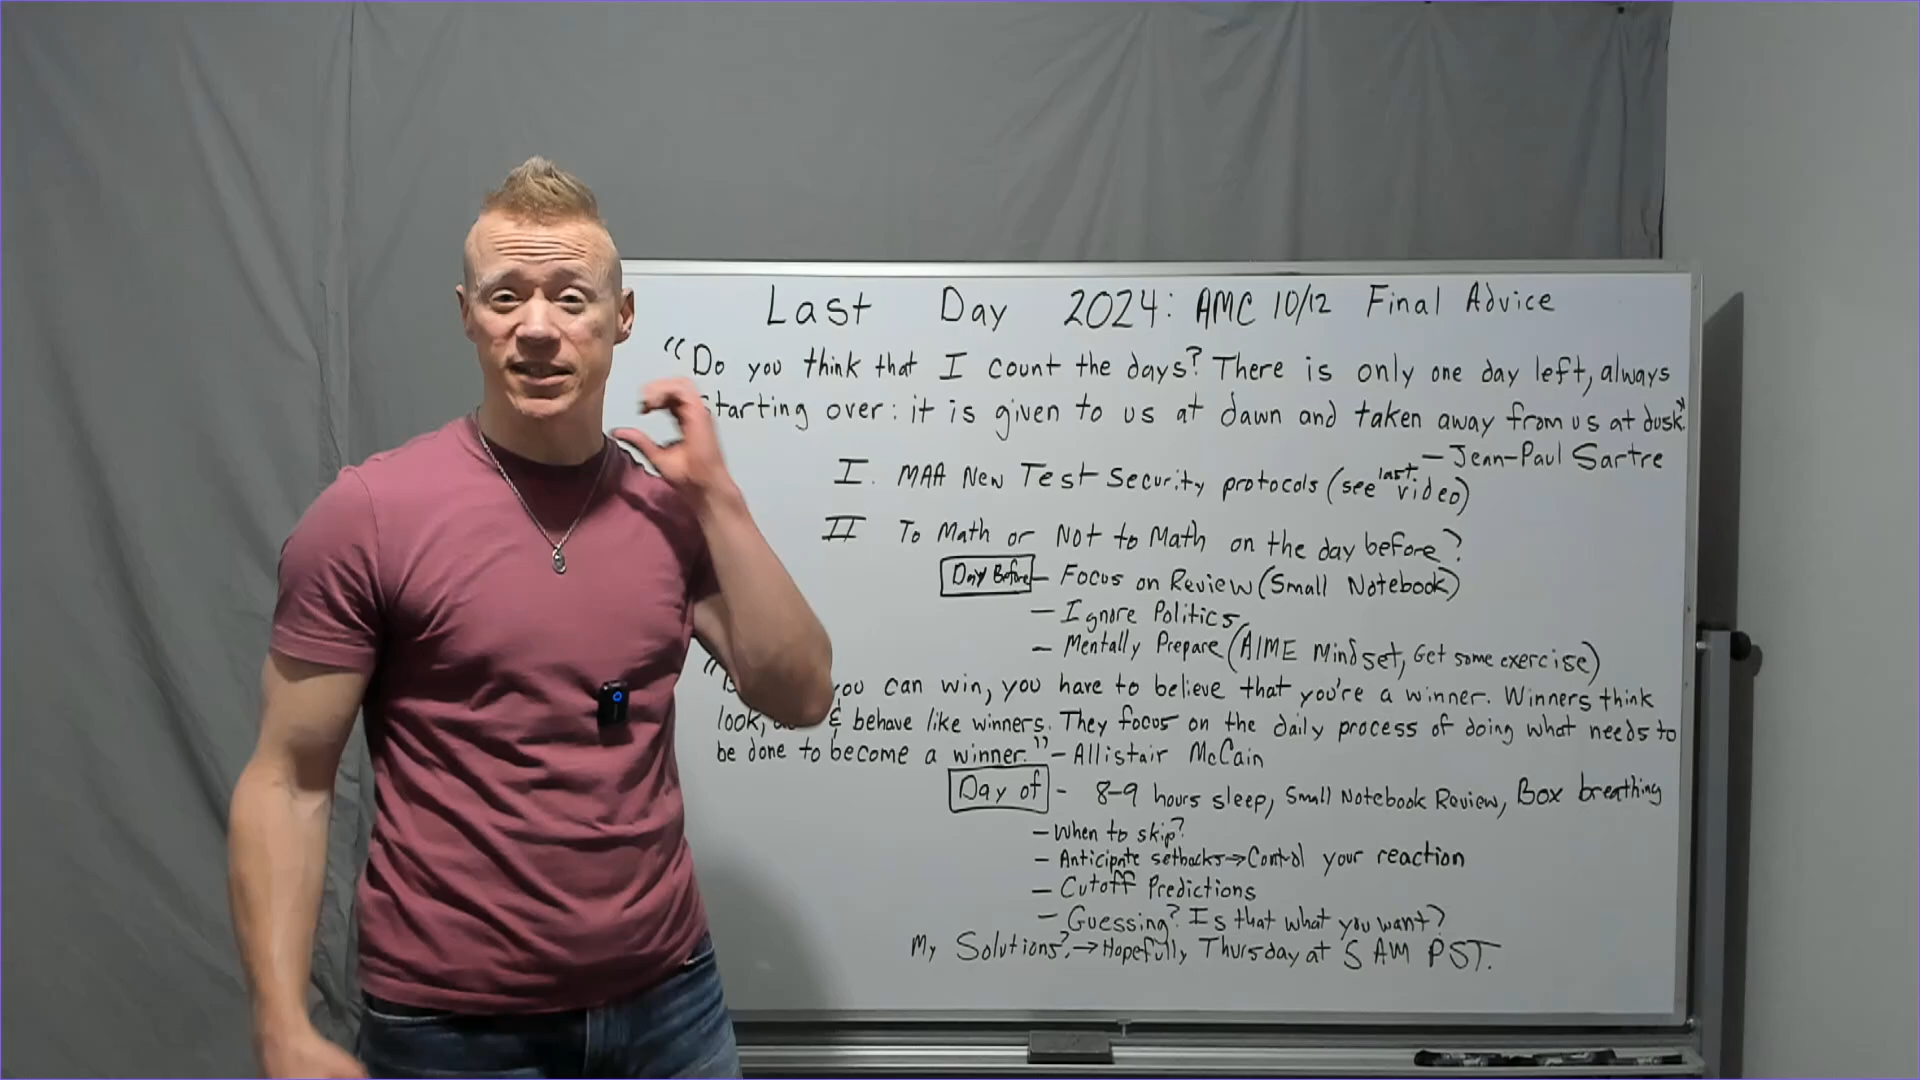 Last Day 2024: AMC 10/12 Final Advice
"Do you think that I count the days? There is only one day left, always
starting over: it is given to us at dawn and taken away from us at dusk"
- Jean-Paul Sartre
I. MAA New Test Security protocols (see last video)
II To Math or Not to Math on the day before?
Day Before - Focus on Review (Small Notebook)
- Ignore Politics
- Mentally Prepare (AIME Mindset, Get some exercise)
you can win, you have to believe that you're a winner. Winners think
look, & behave like winners. They focus on the daily process of doing what needs to
be done to become a winner." - Allistair McCain
Day of - 8-9 hours sleep, Small Notebook Review, Box breathing
- When to skip?
- Anticipate setbacks → Control your reaction
- Cutoff Predictions
- Guessing? Is that what you want?
My Solutions? → Hopefully Thursday at 5 AM PST.